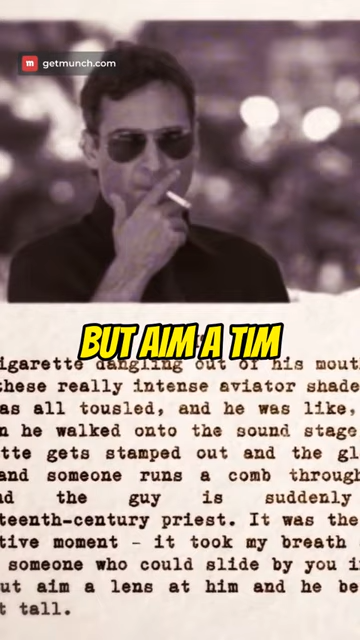 m getmunch.com
BUT AIM A TIM
igarette dangling out of his mout
these really intense aviator shade
as all tousled, and he was like,
n he walked onto the sound stage
tte gets stamped out and the gl
and someone runs a comb through
nd the guy is suddenly
teenth-century priest. It was the
tive moment – it took my breath
someone who could slide by you i
ut aim a lens at him and he be
t tall.